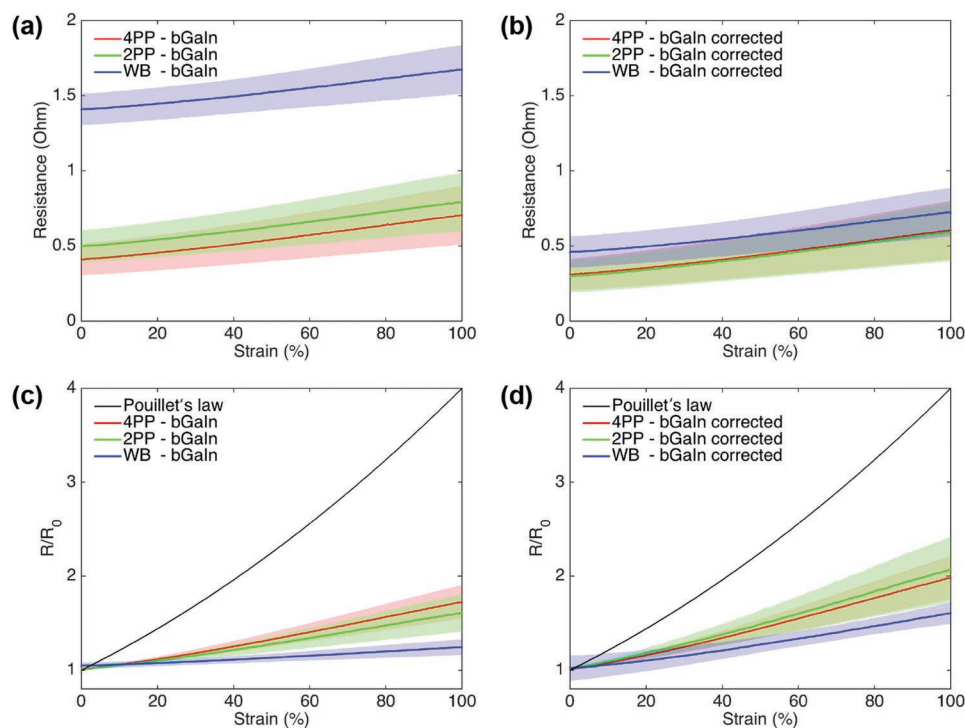 (a)
2
4PP - bGaIn
2PP - bGaIn
WB - bGaIn
1.5
1
0.5
0
Resistance (Ohm)
0 20 40 60 80 100
Strain (%)
(b)
2
4PP - bGaIn corrected
2PP - bGaIn corrected
WB - bGaIn corrected
1.5
1
0.5
0
Resistance (Ohm)
0 20 40 60 80 100
Strain (%)
(c)
4
Pouillet's law
4PP - bGaIn
2PP - bGaIn
WB - bGaIn
3
2
1
R/R0
0 20 40 60 80 100
Strain (%)
(d)
4
Pouillet's law
4PP - bGaIn corrected
2PP - bGaIn corrected
WB - bGaIn corrected
3
2
1
R/R0
0 20 40 60 80 100
Strain (%)